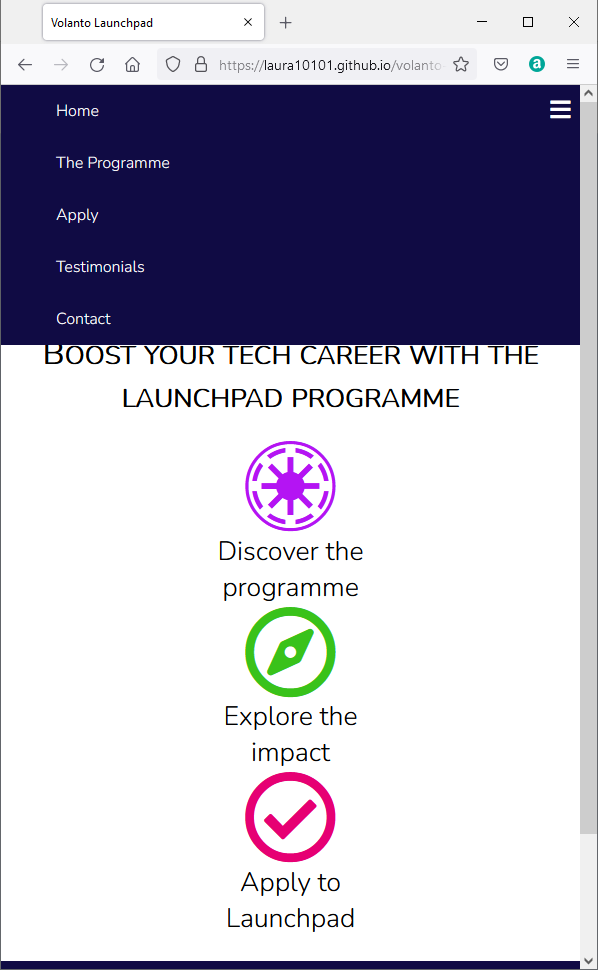 Volanto Launchpad
https://laura10101.github.io/volanto
Home
The Programme
Apply
Testimonials
Contact
Boost your tech career with the
launchpad programme
Discover the
programme
Explore the
impact
Apply to
Launchpad